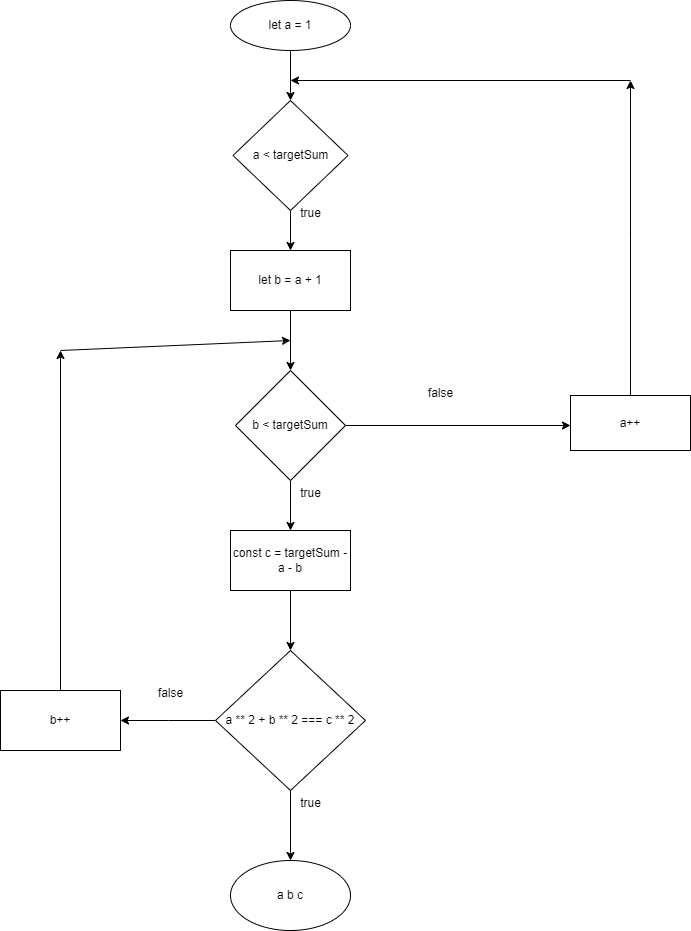 let a = 1
a < targetSum
true
let b = a + 1
false
b < targetSum
a++
true
const c = targetSum -
a - b
false
a ** 2 + b ** 2 === c ** 2
b++
true
a b c